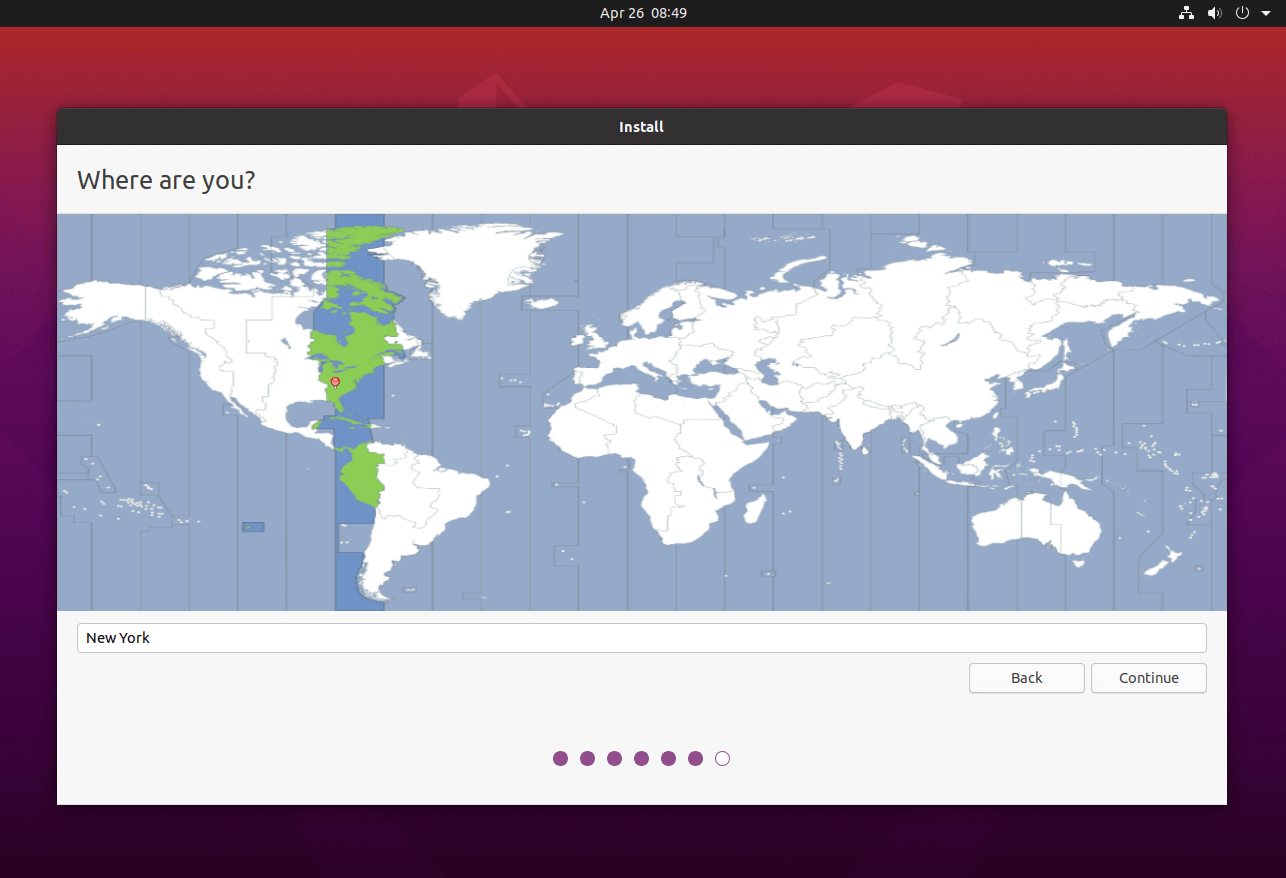 Apr 26 08:49
Install
Where are you?
New York
Back
Continue